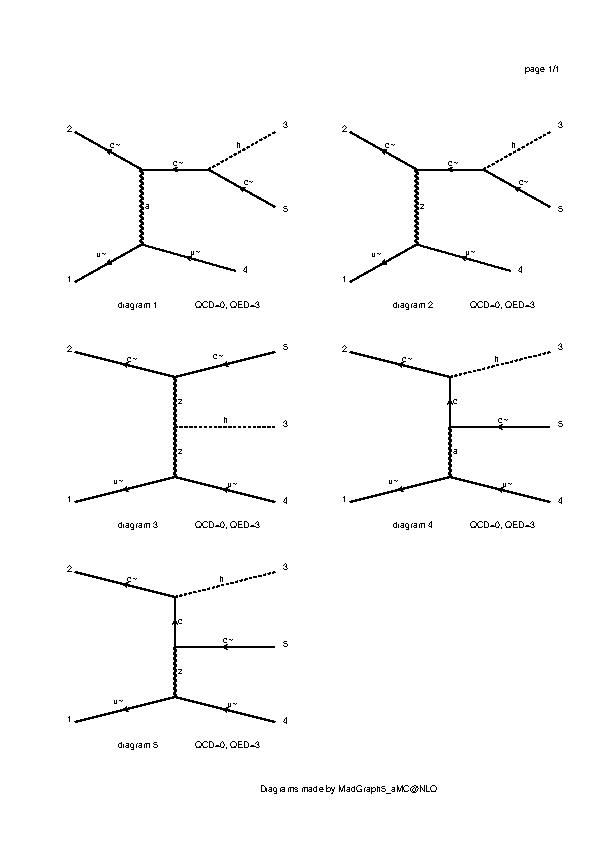 page 1/1
2 c~ c~ h 3
a c~ 5
1 u~ u~ 4
diagram 1 QCD=0, QED=3
2 c~ c~ h 3
z c~ 5
1 u~ u~ 4
diagram 2 QCD=0, QED=3
2 c~ c~ 5
z h 3
z
1 u~ u~ 4
diagram 3 QCD=0, QED=3
2 c~ h 3
c c~ 5
a
1 u~ u~ 4
diagram 4 QCD=0, QED=3
2 c~ h 3
c c~ 5
z
1 u~ u~ 4
diagram 5 QCD=0, QED=3
Diagrams made by MadGraph5_aMC@NLO